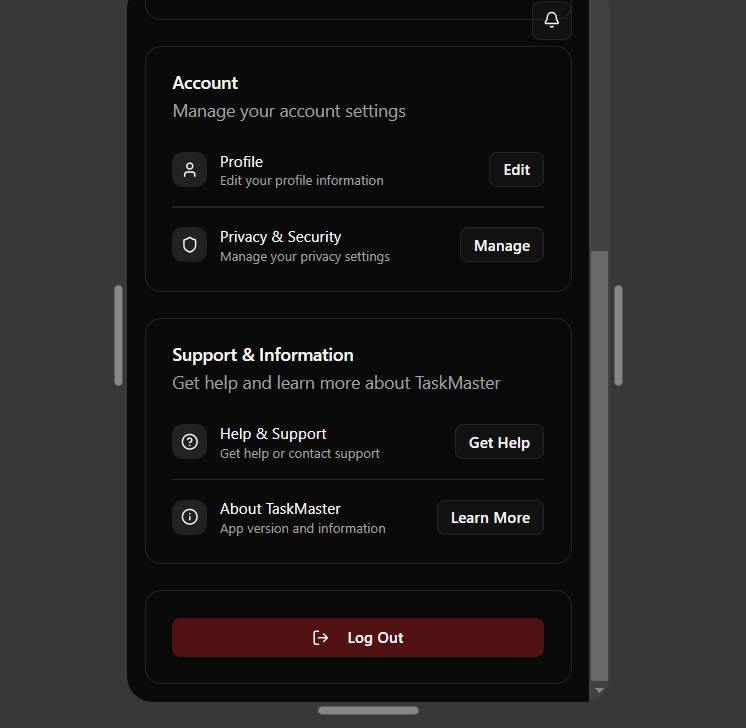 Account
Manage your account settings
Profile
Edit your profile information
Edit
Privacy & Security
Manage your privacy settings
Manage
Support & Information
Get help and learn more about TaskMaster
Help & Support
Get help or contact support
Get Help
About TaskMaster
App version and information
Learn More
Log Out